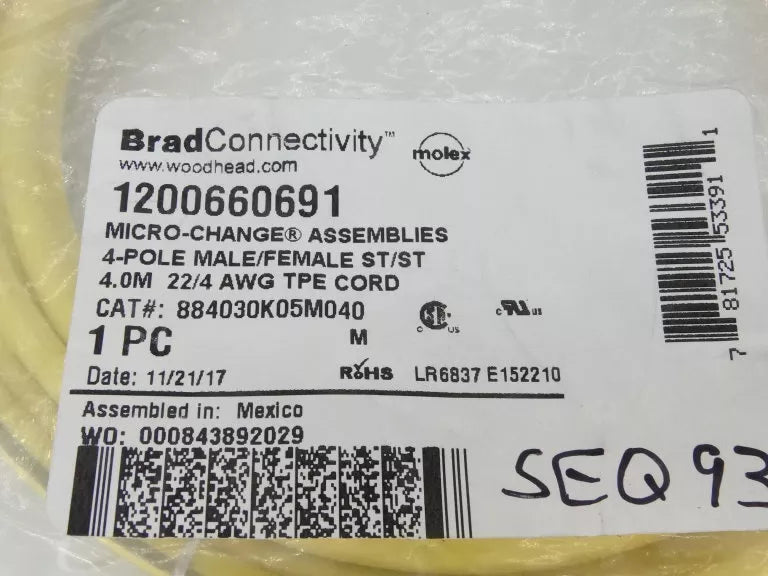 BradConnectivity™
molex
www.woodhead.com
1200660691
MICRO-CHANGE® ASSEMBLIES
4-POLE MALE/FEMALE ST/ST
4.0M 22/4 AWG TPE CORD
CAT#: 884030K05M040
1 PC
M
Date: 11/21/17
RoHS
LR6837 E152210
Assembled in: Mexico
WO: 000843892029
SEQ 93
7 81725 53391 1
c US
c us